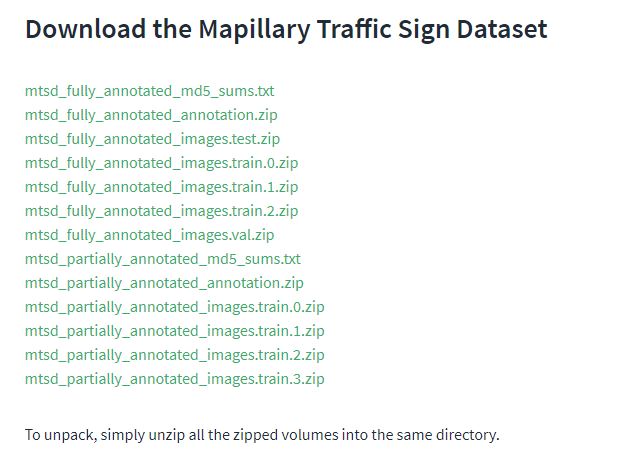 Download the Mapillary Traffic Sign Dataset
mtsd_fully_annotated_md5_sums.txt
mtsd_fully_annotated_annotation.zip
mtsd_fully_annotated_images.test.zip
mtsd_fully_annotated_images.train.0.zip
mtsd_fully_annotated_images.train.1.zip
mtsd_fully_annotated_images.train.2.zip
mtsd_fully_annotated_images.val.zip
mtsd_partially_annotated_md5_sums.txt
mtsd_partially_annotated_annotation.zip
mtsd_partially_annotated_images.train.0.zip
mtsd_partially_annotated_images.train.1.zip
mtsd_partially_annotated_images.train.2.zip
mtsd_partially_annotated_images.train.3.zip
To unpack, simply unzip all the zipped volumes into the same directory.